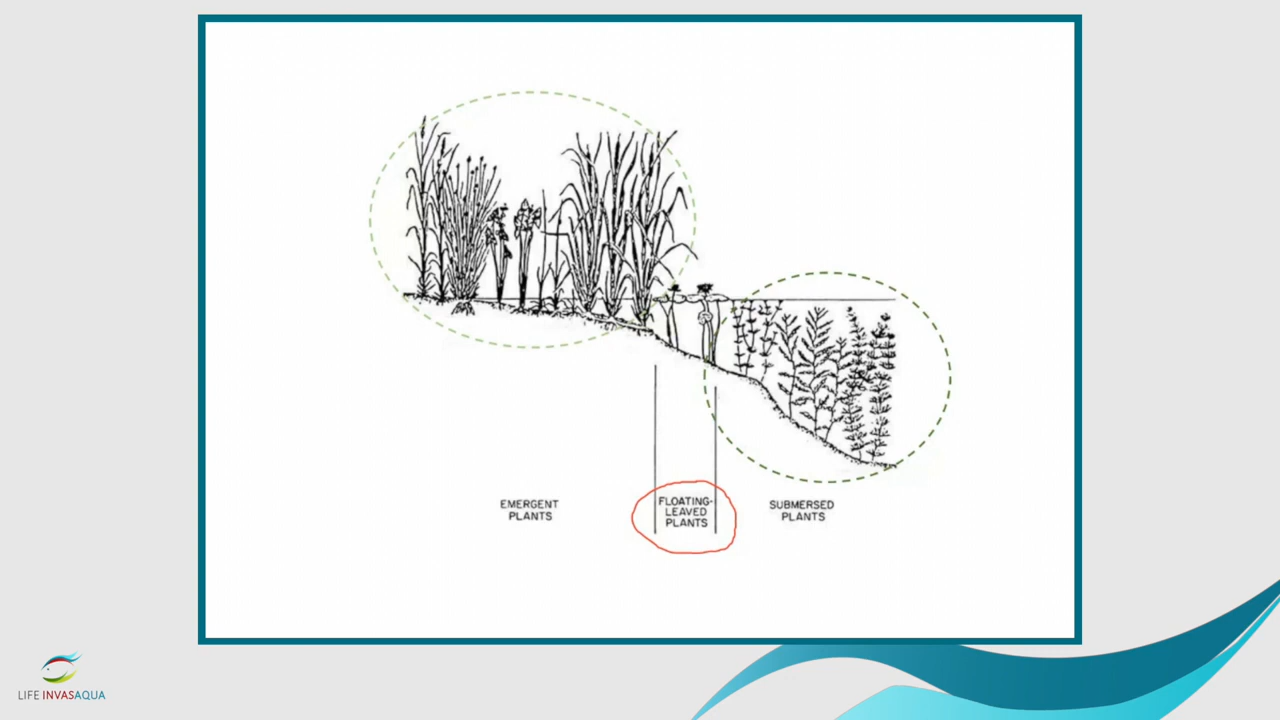 EMERGENT
PLANTS
FLOATING-
LEAVED
PLANTS
SUBMERSED
PLANTS
LIFE INVASAQUA